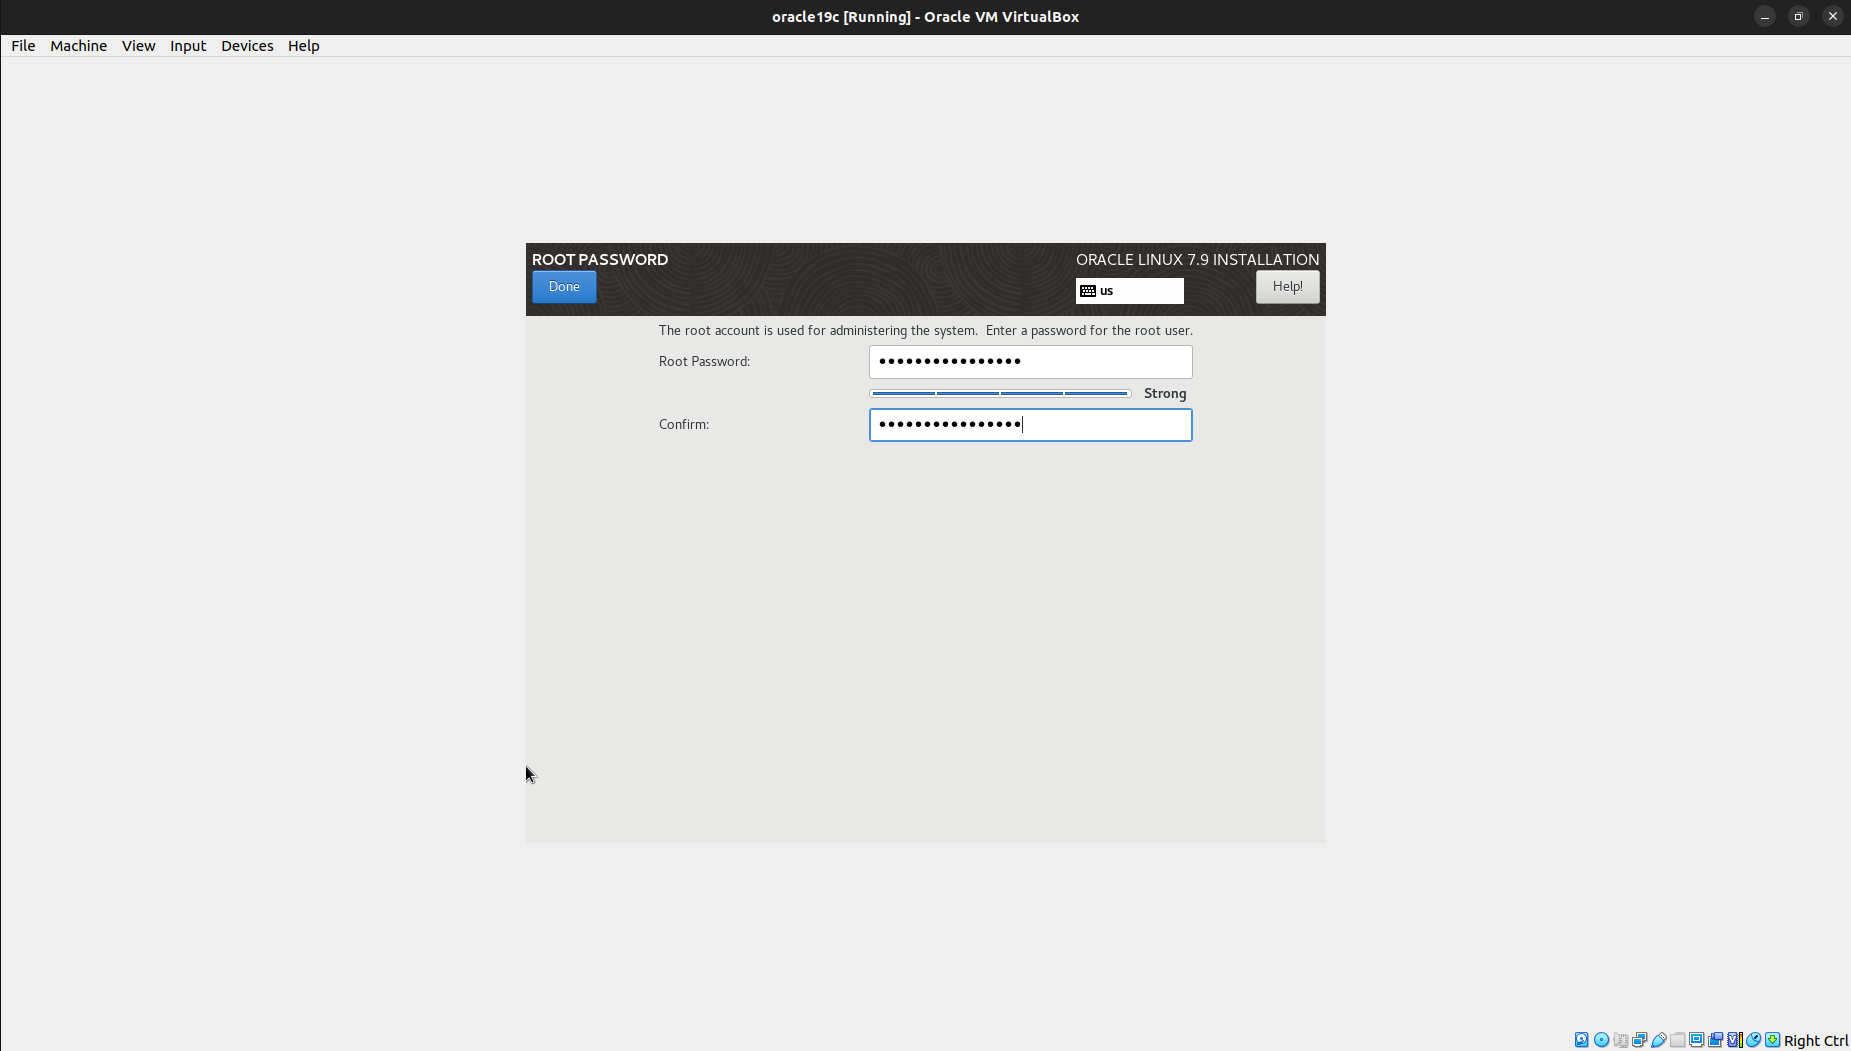 oracle19c [Running] - Oracle VM VirtualBox
File Machine View Input Devices Help
ROOT PASSWORD
ORACLE LINUX 7.9 INSTALLATION
Done
us
Help!
The root account is used for administering the system. Enter a password for the root user.
Root Password:
••••••••••••••••
Strong
Confirm:
••••••••••••••••
Right Ctrl